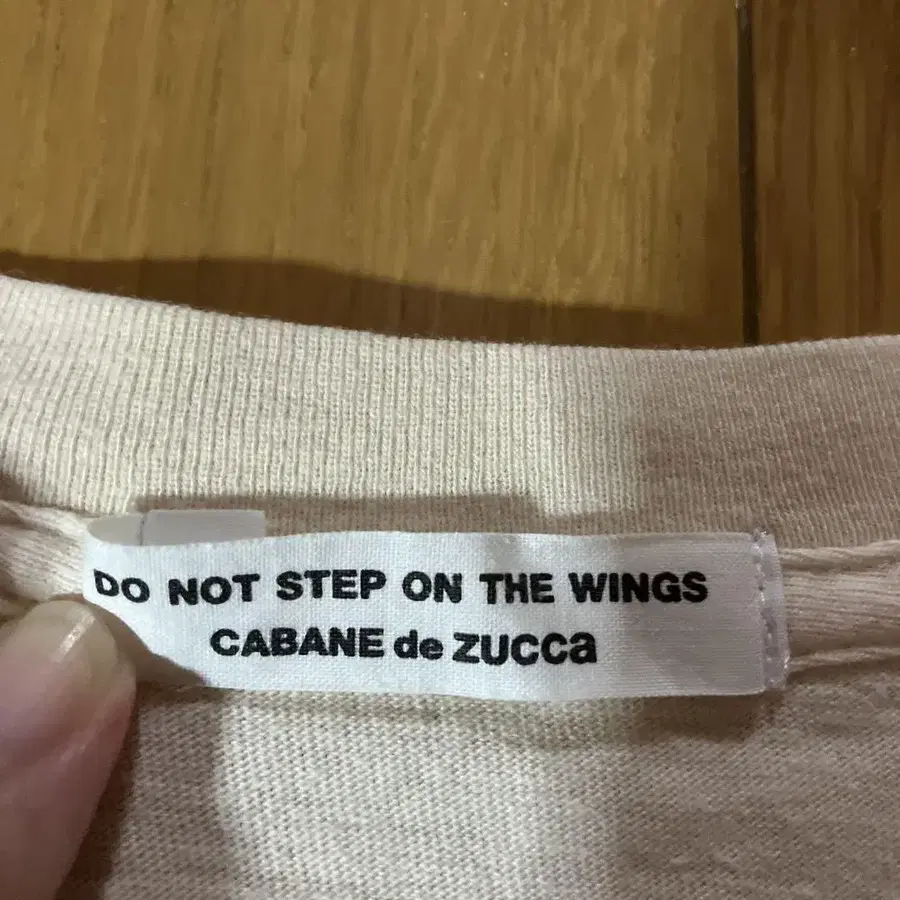 DO NOT STEP ON THE WINGS
CABANE de ZUCCa